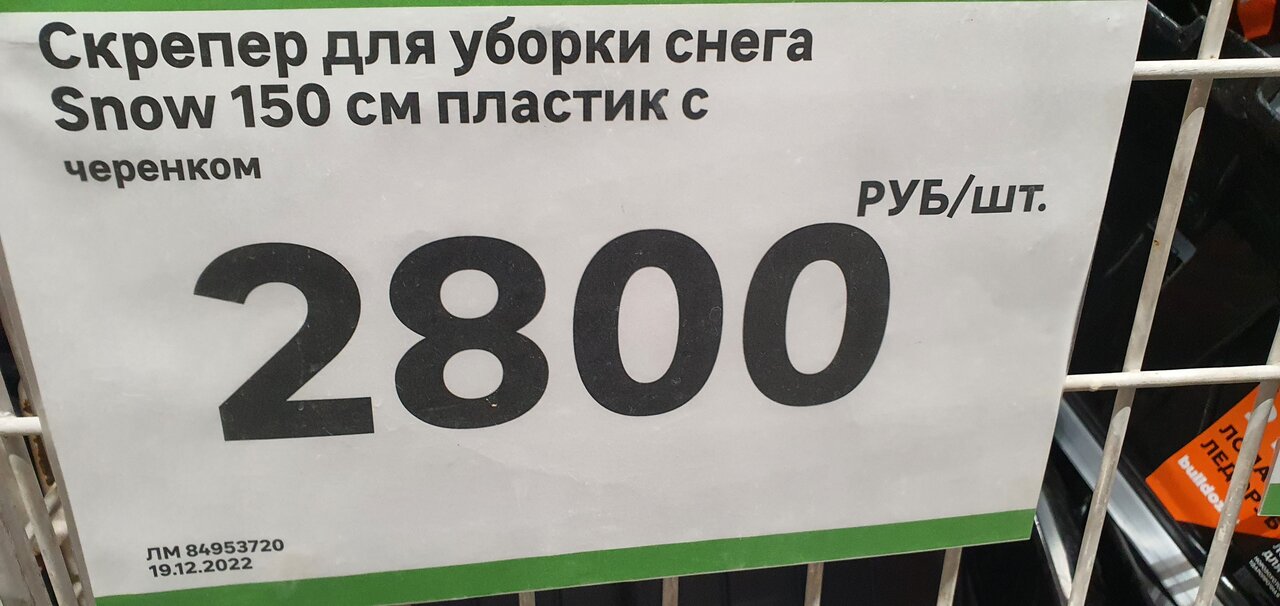 Скрепер для уборки снега
Snow 150 см пластик с
черенком
РУБ/шт.
2800
ЛМ 84953720
19.12.2022